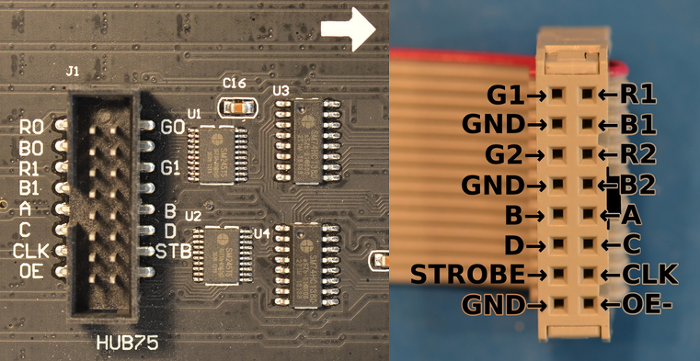 J1
C16
U3
U1
R0
G0
B0
R1
G1
B1
A
B
U2
C
D
U4
CLK
STB
OE
HUB75
G1→ ←R1
GND→ ←B1
G2→ ←R2
GND→ ←B2
B→ ←A
D→ ←C
STROBE→ ←CLK
GND→ ←OE-